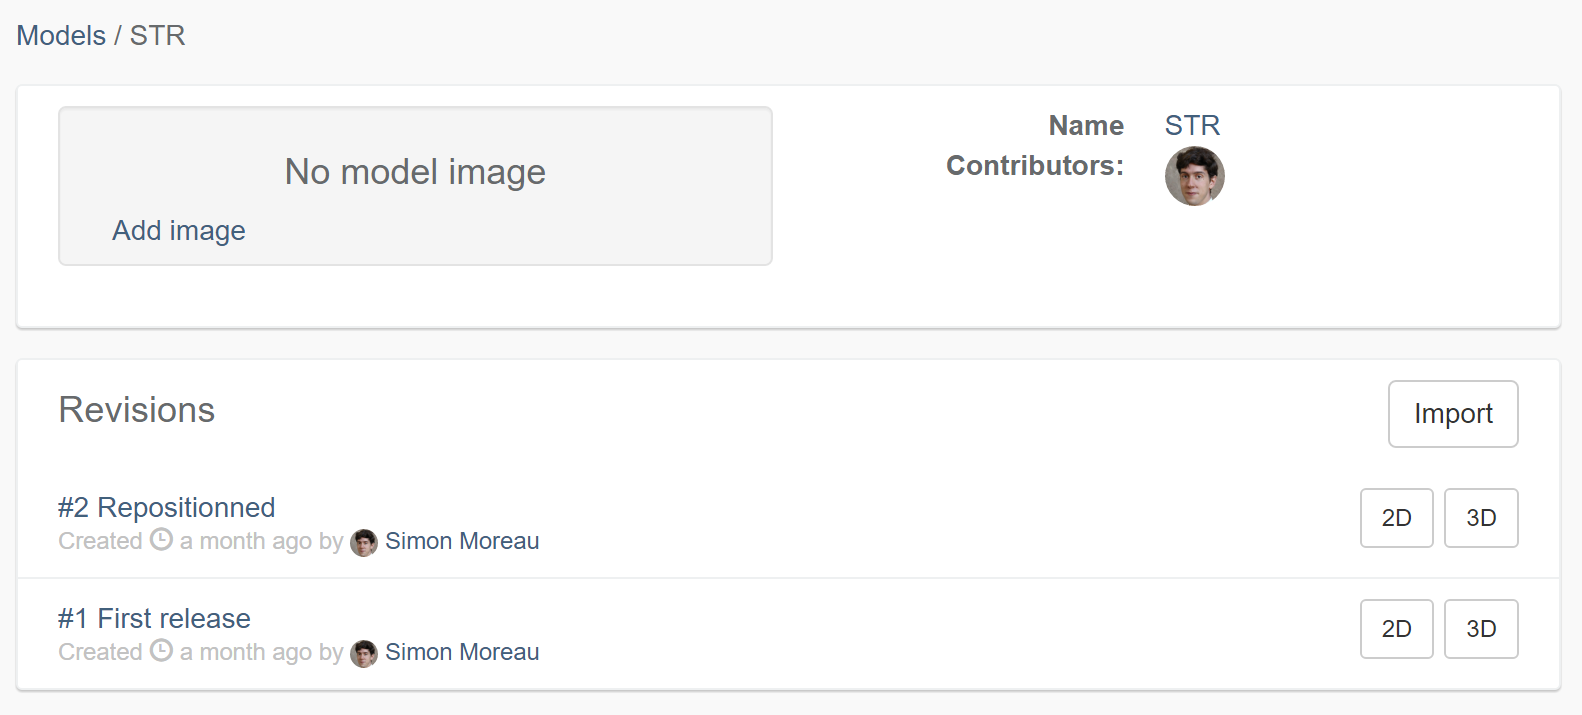 Models / STR
No model image
Add image
Name STR
Contributors:
Revisions
Import
#2 Repositionned
Created a month ago by Simon Moreau
2D 3D
#1 First release
Created a month ago by Simon Moreau
2D 3D